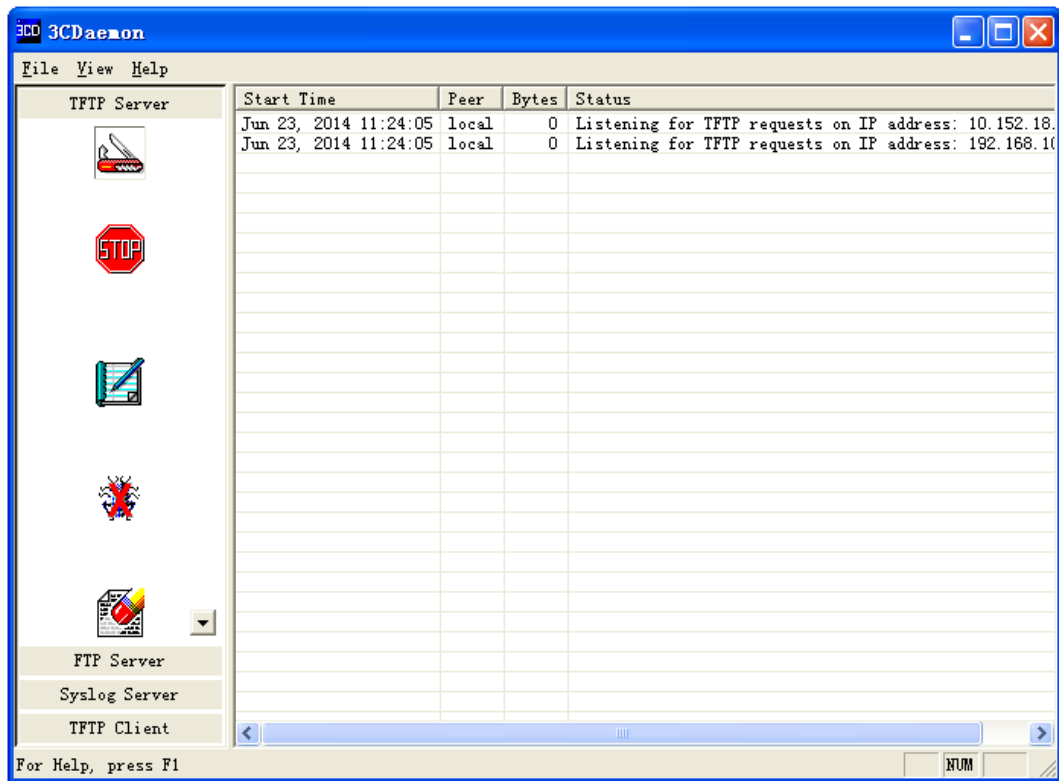 3CD 3CDaemon
File View Help
TFTP Server
Start Time Peer Bytes Status
Jun 23, 2014 11:24:05 local 0 Listening for TFTP requests on IP address: 10.152.18.
Jun 23, 2014 11:24:05 local 0 Listening for TFTP requests on IP address: 192.168.10
STOP
FTP Server
Syslog Server
TFTP Client
For Help, press F1
NUM